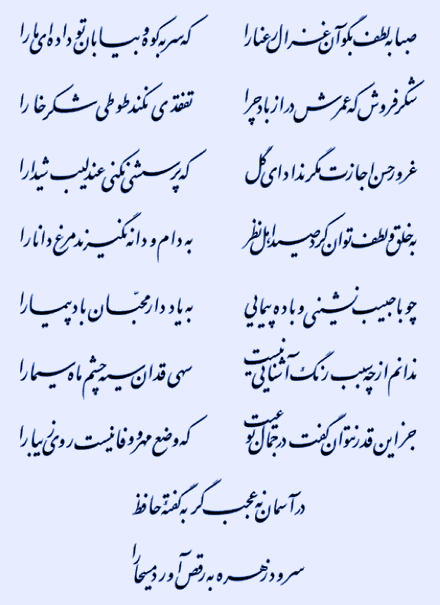 صبا به لطف بگو آن غزال رعنا را که سر به کوه و بیابان تو داده‌ای ما را
شکرفروش که عمرش دراز باد چرا تفقدی نکند طوطی شکرخا را
غرور حسن اجازت مگر نداد ای گل که پرسشی نکنی عندلیب شیدا را
به خلق و لطف توان کرد صید اهل نظر به دام و دانه نگیرند مرغ دانا را
چو با حبیب نشینی و باده پیمایی به یاد دار محبّان بادپیما را
ندانم از چه سبب رنگ آشنایی نیست سهی قدان سیه چشم ماه سیما را
جز این قدر نتوان گفت در جمال تو عیب که وضع مهر و وفا نیست روی زیبا را
در آسمان نه عجب گر به گفتهٔ حافظ
سرود زهره به رقص آورد مسیحا را